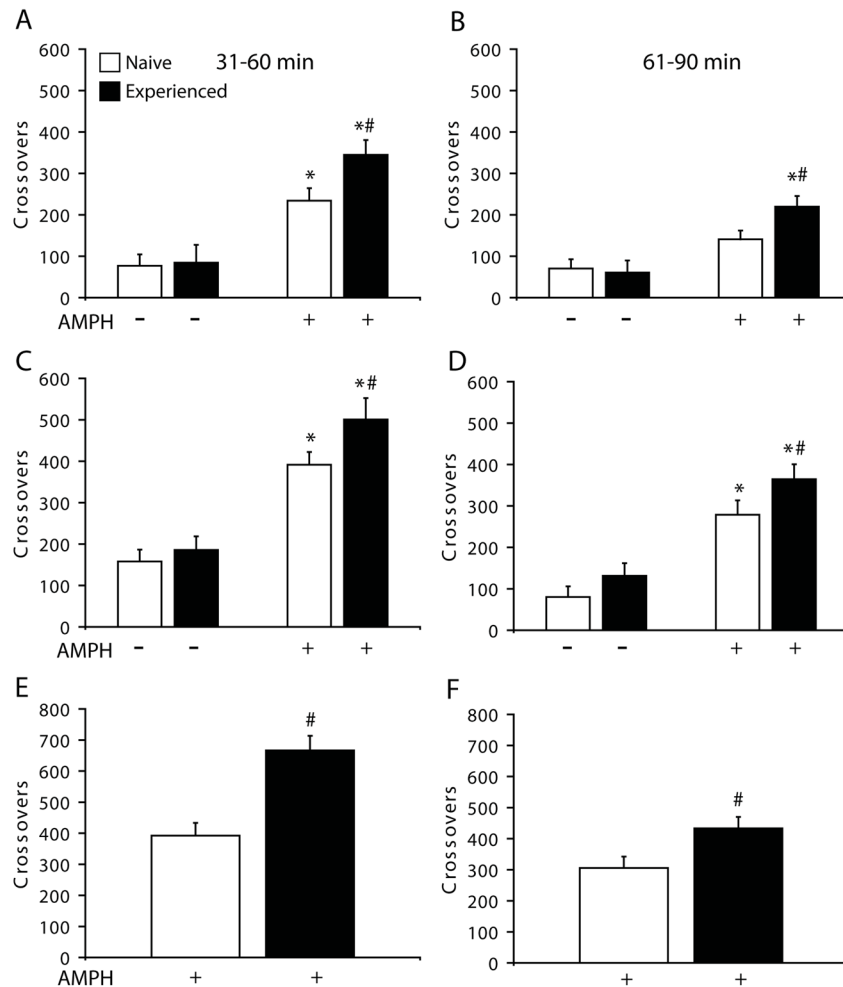 A
B
Naive
Experienced
31-60 min
61-90 min
Crossovers
600
500
400
300
200
100
0
*
*#
AMPH - - + +
Crossovers
600
500
400
300
200
100
0
*#
- - + +
C
D
Crossovers
600
500
400
300
200
100
0
*
*#
AMPH - - + +
Crossovers
600
500
400
300
200
100
0
*
*#
- - + +
E
F
Crossovers
800
700
600
500
400
300
200
100
0
#
AMPH + +
Crossovers
800
700
600
500
400
300
200
100
0
#
+ +